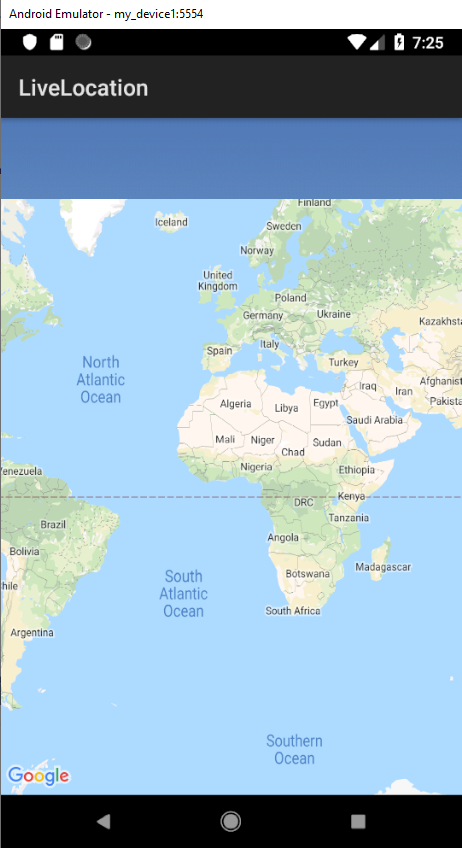 Android Emulator - my_device1:5554
7:25
LiveLocation
Finland
Iceland
Sweden
Norway
United
Kingdom
Poland
Germany
Ukraine
Kazakhsta
Italy
Spain
Turkey
North
Atlantic
Ocean
Iraq
Iran
Afghanist
Pakista
Algeria
Libya
Egypt
Saudi Arabia
Mali
Niger
Chad
Sudan
Nigeria
Ethiopia
enezuela
DRC
Kenya
Brazil
Tanzania
Angola
Bolivia
Madagascar
South
Atlantic
Ocean
Botswana
hile
South Africa
Argentina
Southern
Ocean
Google